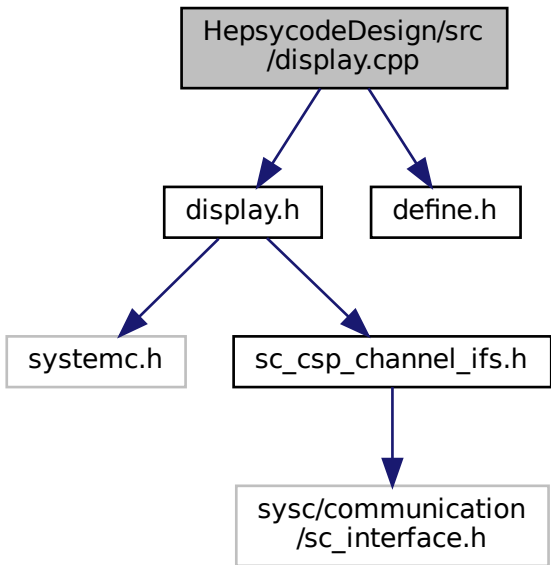 HepsycodeDesign/src
/display.cpp
display.h
define.h
systemc.h
sc_csp_channel_ifs.h
sysc/communication
/sc_interface.h